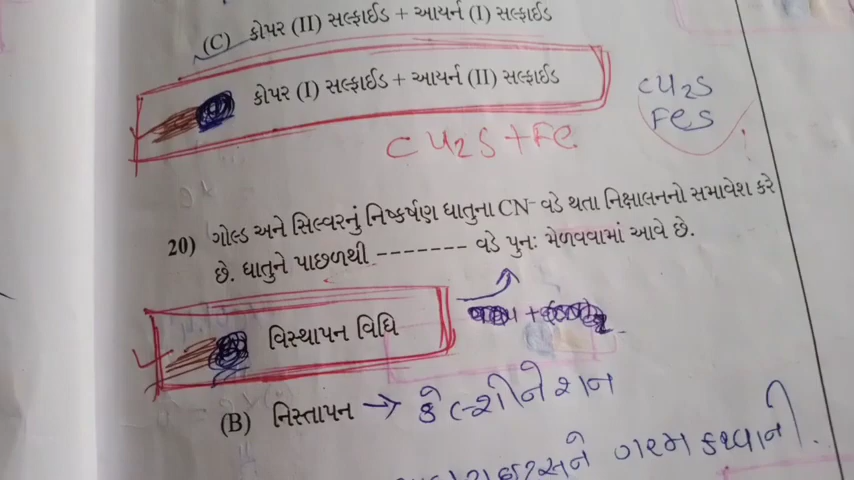 (C) કોપર (II) સલ્ફાઈડ + આયર્ન (I) સલ્ફાઈડ
કોપર (I) સલ્ફાઈડ + આયર્ન (II) સલ્ફાઈડ
CU2S
FeS
CU2S + Fe
20) ગોલ્ડ અને સિલ્વરનું નિષ્કર્ષણ ધાતુના CN- વડે થતા નિક્ષાલનનો સમાવેશ કરે
છે. ધાતુને પાછળથી ------- વડે પુનઃ મેળવવામાં આવે છે.
વિસ્થાપન વિધિ
(B) નિસ્તાપન → કેલ્શીનેશન
ગરમ કરવાની.